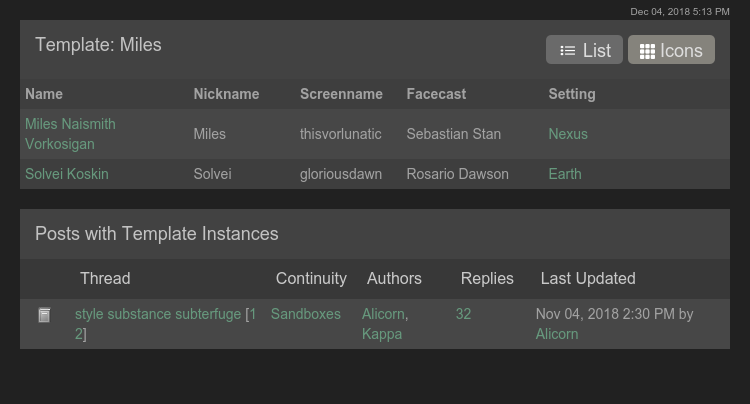 Dec 04, 2018 5:13 PM
Template: Miles
List
Icons
Name Nickname Screenname Facecast Setting
Miles Naismith Vorkosigan Miles thisvorlunatic Sebastian Stan Nexus
Solvei Koskin Solvei gloriousdawn Rosario Dawson Earth
Posts with Template Instances
Thread Continuity Authors Replies Last Updated
style substance subterfuge [1 2] Sandboxes Alicorn, Kappa 32 Nov 04, 2018 2:30 PM by Alicorn